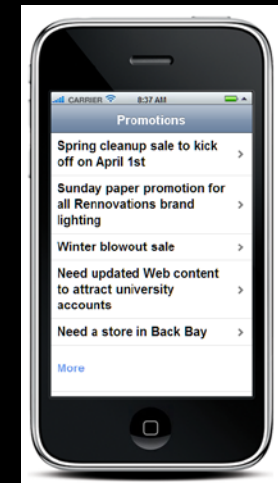 CARRIER 8:37 AM
Promotions
Spring cleanup sale to kick
off on April 1st
Sunday paper promotion for
all Rennovations brand
lighting
Winter blowout sale
Need updated Web content
to attract university
accounts
Need a store in Back Bay
More